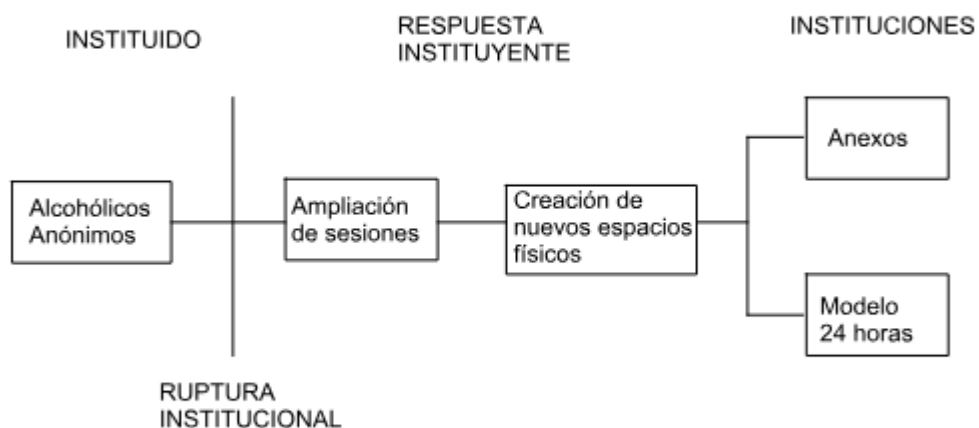 INSTITUIDO
RESPUESTA
INSTITUYENTE
INSTITUCIONES
Anexos
Alcohólicos
Anónimos
Ampliación
de sesiones
Creación de
nuevos espacios
físicos
Modelo
24 horas
RUPTURA
INSTITUCIONAL